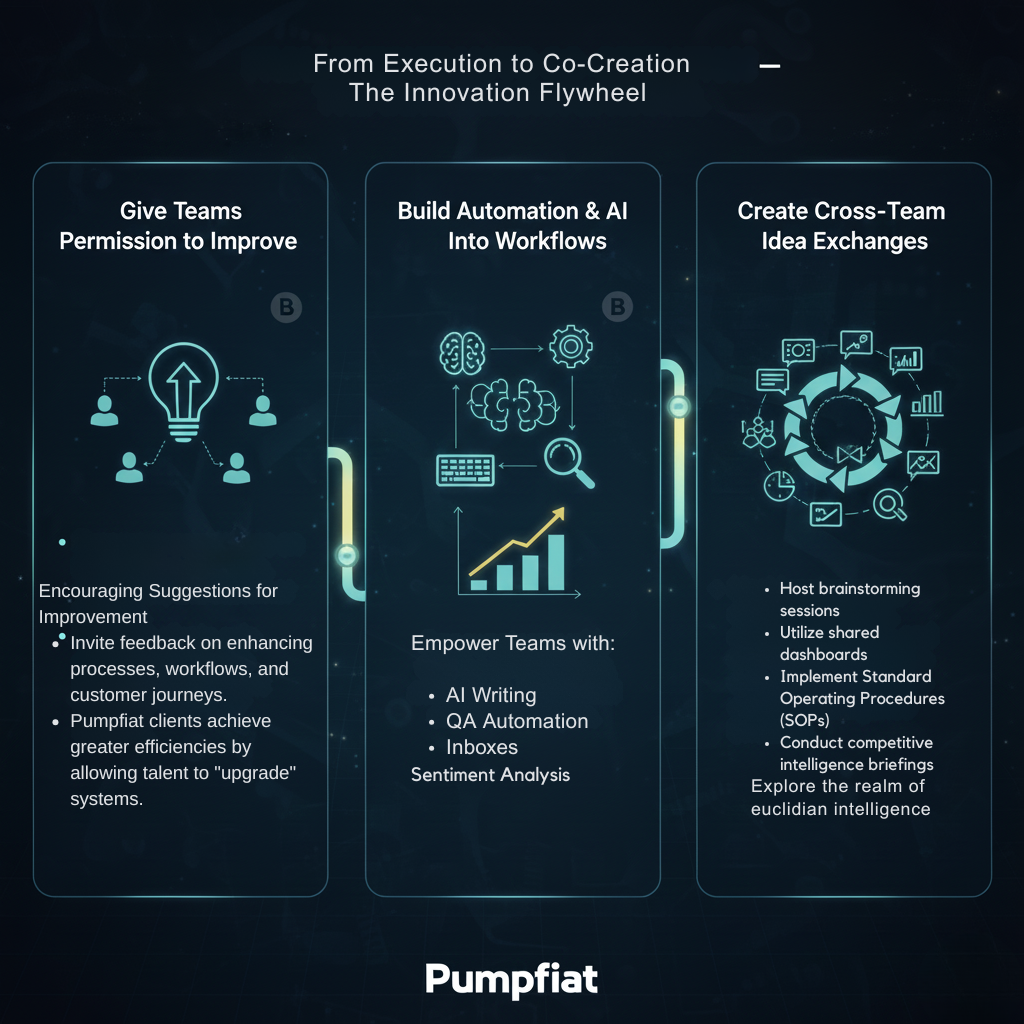 From Execution to Co-Creation —
The Innovation Flywheel
Give Teams
Permission to Improve
B
Encouraging Suggestions for
Improvement
• Invite feedback on enhancing
processes, workflows, and
customer journeys.
• Pumpfiat clients achieve
greater efficiencies by
allowing talent to "upgrade"
systems.
Build Automation & AI
Into Workflows
B
Empower Teams with:
• AI Writing
• QA Automation
• Inboxes
Sentiment Analysis
Create Cross-Team
Idea Exchanges
• Host brainstorming
sessions
• Utilize shared
dashboards
• Implement Standard
Operating Procedures
(SOPs)
• Conduct competitive
intelligence briefings
Explore the realm of
euclidian intelligence
Pumpfiat